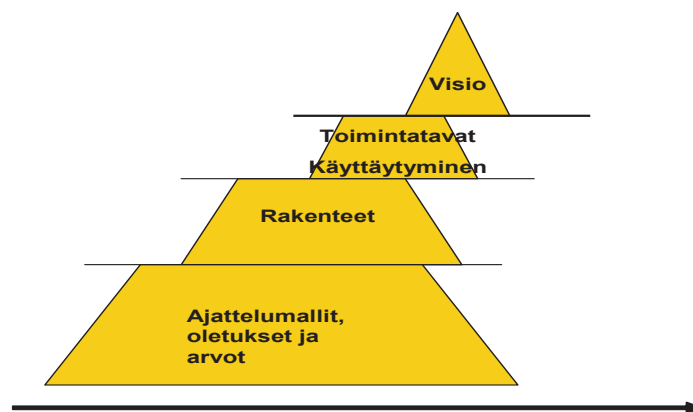 Visio
Toimintatavat
Käyttäytyminen
Rakenteet
Ajattelumallit,
oletukset ja
arvot